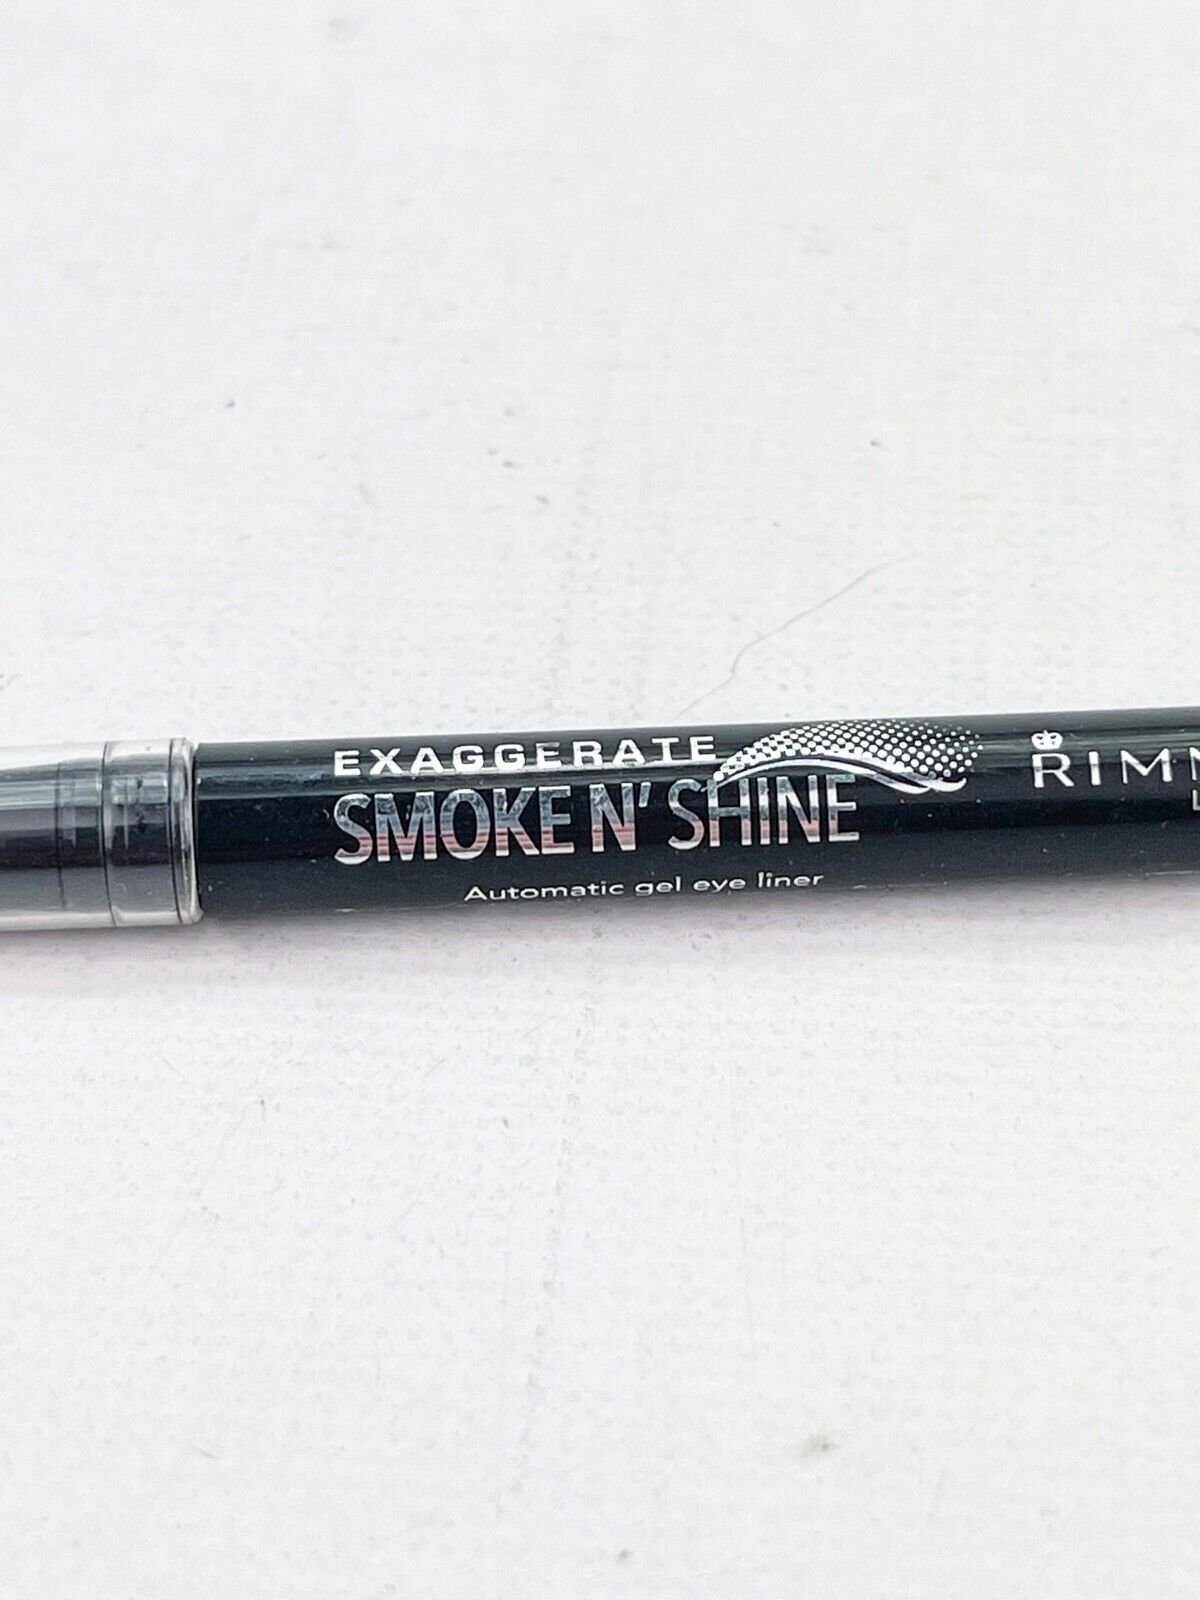 EXAGGERATE
SMOKE N' SHINE
Automatic gel eye liner